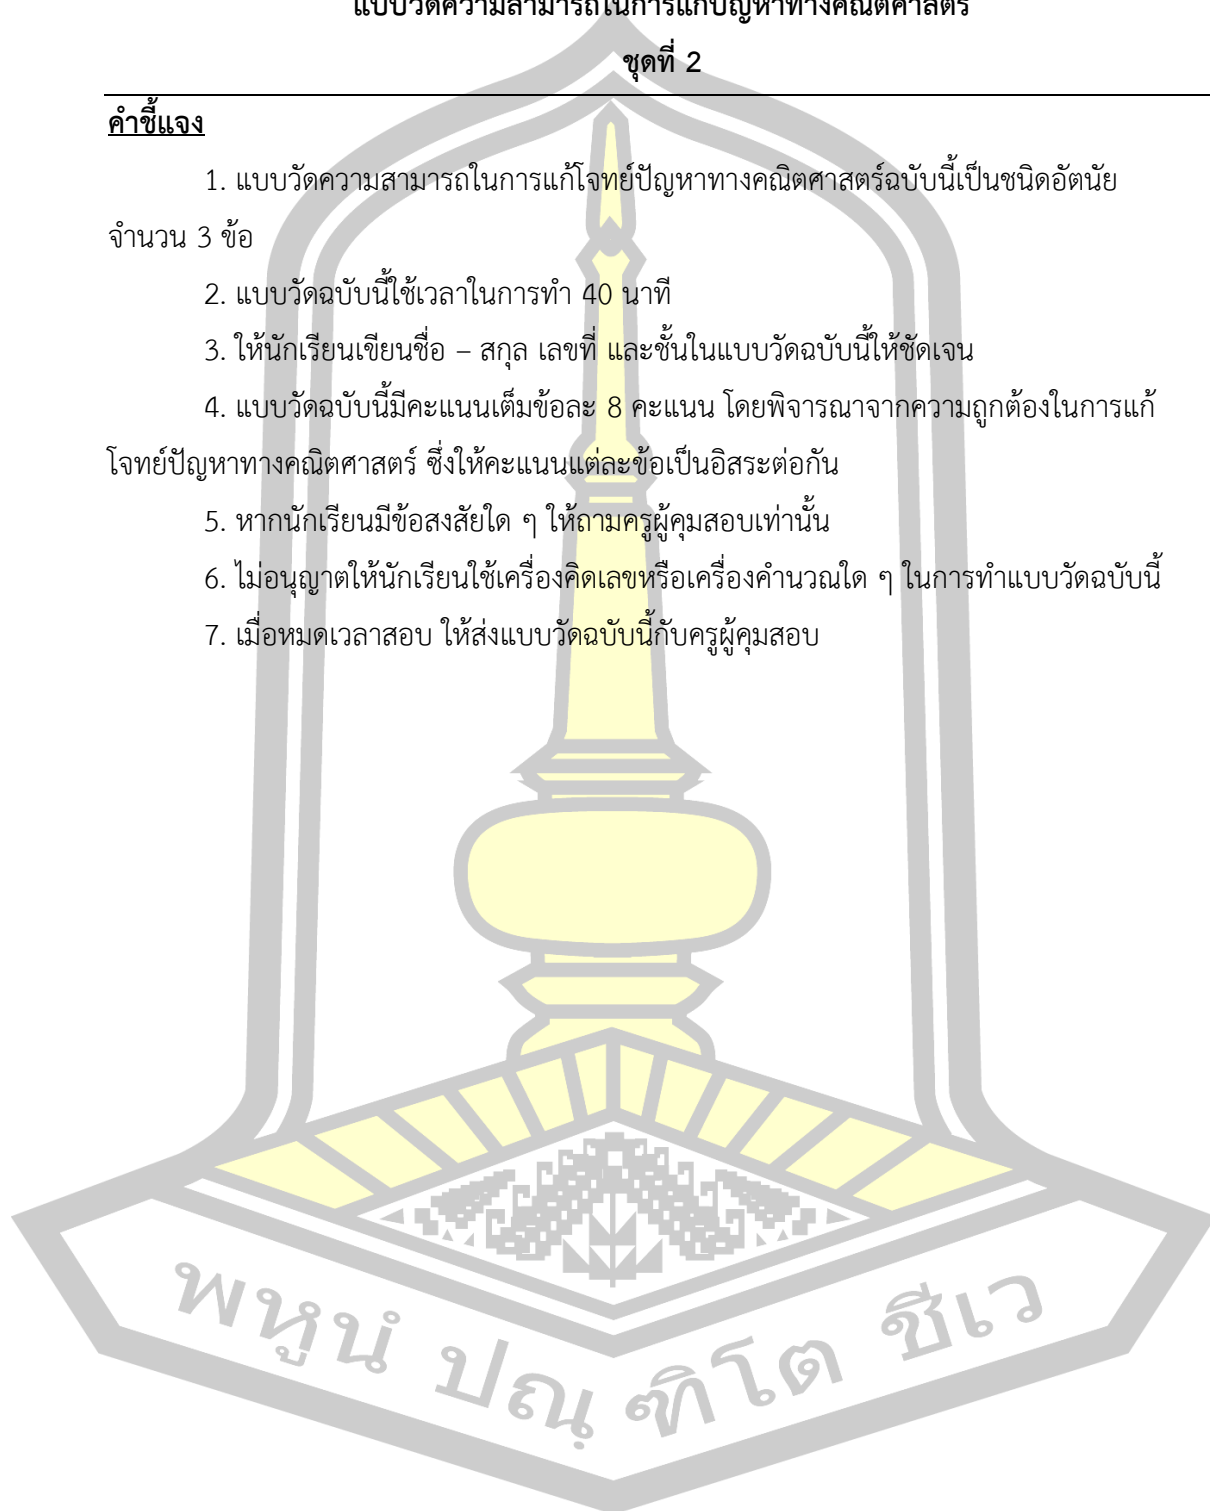 แบบวัดความสามารถในการแก้ปัญหาทางคณิตศาสตร์
ชุดที่ 2
คำชี้แจง
1. แบบวัดความสามารถในการแก้โจทย์ปัญหาทางคณิตศาสตร์ฉบับนี้เป็นชนิดอัตนัย
จำนวน 3 ข้อ
2. แบบวัดฉบับนี้ใช้เวลาในการทำ 40 นาที
3. ให้นักเรียนเขียนชื่อ – สกุล เลขที่ และชั้นในแบบวัดฉบับนี้ให้ชัดเจน
4. แบบวัดฉบับนี้มีคะแนนเต็มข้อละ 8 คะแนน โดยพิจารณาจากความถูกต้องในการแก้
โจทย์ปัญหาทางคณิตศาสตร์ ซึ่งให้คะแนนแต่ละข้อเป็นอิสระต่อกัน
5. หากนักเรียนมีข้อสงสัยใด ๆ ให้ถามครูผู้คุมสอบเท่านั้น
6. ไม่อนุญาตให้นักเรียนใช้เครื่องคิดเลขหรือเครื่องคำนวณใด ๆ ในการทำแบบวัดฉบับนี้
7. เมื่อหมดเวลาสอบ ให้ส่งแบบวัดฉบับนี้กับครูผู้คุมสอบ
พหูนํ ปณฺ ฑิโต ชีเว